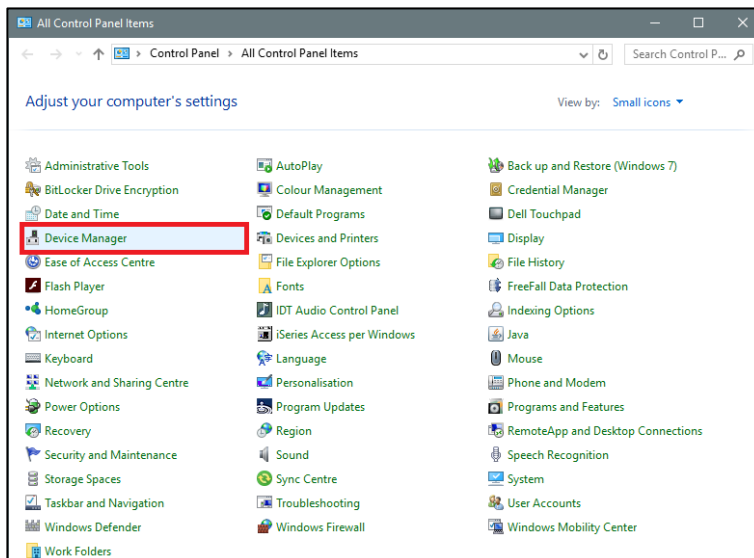 All Control Panel Items
Control Panel > All Control Panel Items
Search Control P...
Adjust your computer's settings
View by: Small icons
Administrative Tools AutoPlay Back up and Restore (Windows 7)
BitLocker Drive Encryption Colour Management Credential Manager
Date and Time Default Programs Dell Touchpad
Device Manager Devices and Printers Display
Ease of Access Centre File Explorer Options File History
Flash Player Fonts FreeFall Data Protection
HomeGroup IDT Audio Control Panel Indexing Options
Internet Options iSeries Access per Windows Java
Keyboard Language Mouse
Network and Sharing Centre Personalisation Phone and Modem
Power Options Program Updates Programs and Features
Recovery Region RemoteApp and Desktop Connections
Security and Maintenance Sound Speech Recognition
Storage Spaces Sync Centre System
Taskbar and Navigation Troubleshooting User Accounts
Windows Defender Windows Firewall Windows Mobility Center
Work Folders